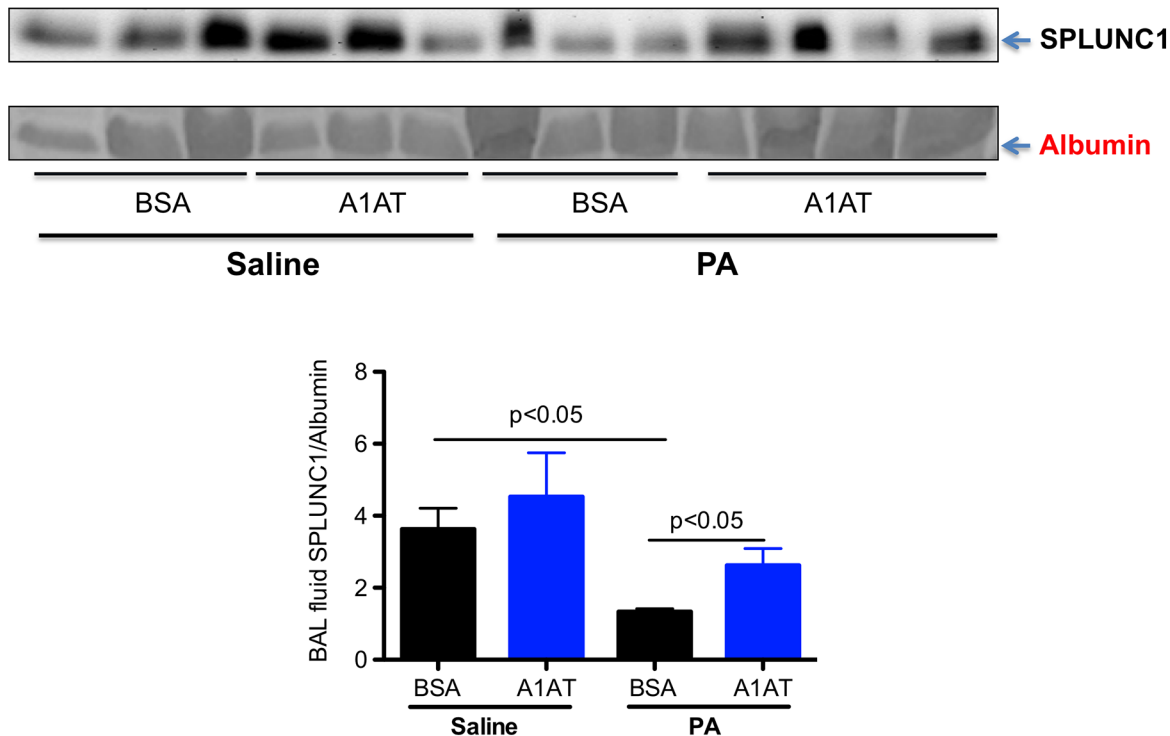 SPLUNC1
Albumin
BSA A1AT BSA A1AT
Saline PA
BAL fluid SPLUNC1/Albumin
8
6
4
2
0
p<0.05
p<0.05
BSA A1AT BSA A1AT
Saline PA